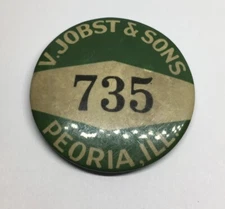 V. JOBST & SONS
735
PEORIA, ILL.